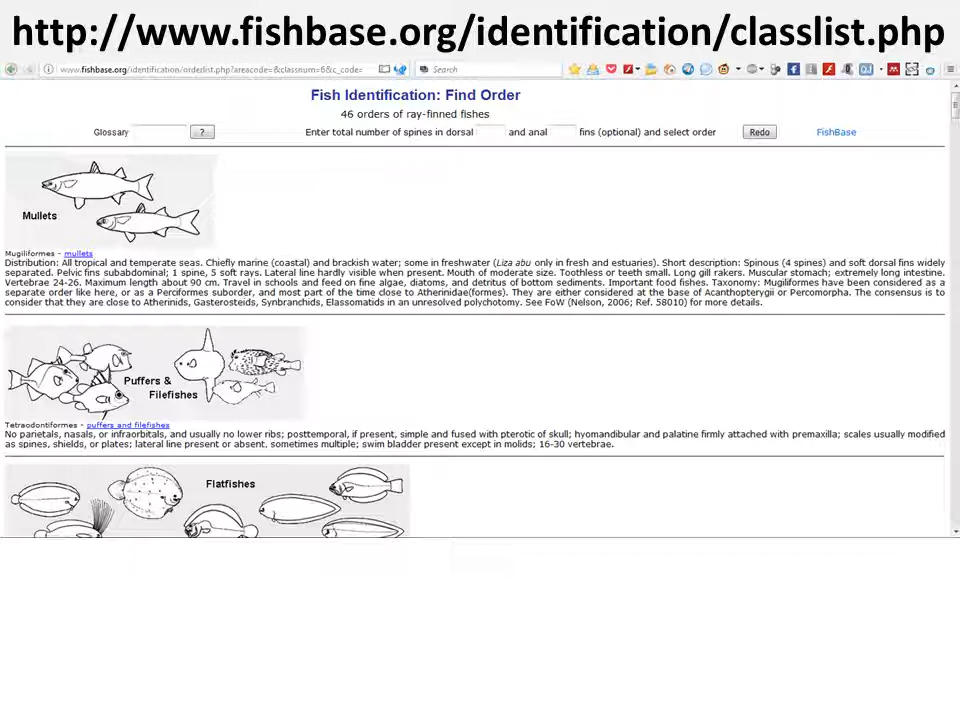 http://www.fishbase.org/identification/classlist.php
www.fishbase.org/identification/orderlist.php?areacode=&classnum=6&c_code=
Search
Fish Identification: Find Order
46 orders of ray-finned fishes
Glossary ? Enter total number of spines in dorsal and anal fins (optional) and select order Redo FishBase
Mullets
Mugiliformes - mullets
Distribution: All tropical and temperate seas. Chiefly marine (coastal) and brackish water; some in freshwater (Liza abu only in fresh and estuaries). Short description: Spinous (4 spines) and soft dorsal fins widely
separated. Pelvic fins subabdominal; 1 spine, 5 soft rays. Lateral line hardly visible when present. Mouth of moderate size. Toothless or teeth small. Long gill rakers. Muscular stomach; extremely long intestine.
Vertebrae 24-26. Maximum length about 90 cm. Travel in schools and feed on fine algae, diatoms, and detritus of bottom sediments. Important food fishes. Taxonomy: Mugiliformes have been considered as a
separate order like here, or as a Perciformes suborder, and most part of the time close to Atherinidae(formes). They are either considered at the base of Acanthopterygii or Percomorpha. The consensus is to
consider that they are close to Atherinids, Gasterosteids, Synbranchids, Elassomatids in an unresolved polychotomy. See FoW (Nelson, 2006; Ref. 58010) for more details.
Puffers &
Filefishes
Tetraodontiformes - puffers and filefishes
No parietals, nasals, or infraorbitals, and usually no lower ribs; posttemporal, if present, simple and fused with pterotic of skull; hyomandibular and palatine firmly attached with premaxilla; scales usually modified
as spines, shields, or plates; lateral line present or absent, sometimes multiple; swim bladder present except in molids; 16-30 vertebrae.
Flatfishes